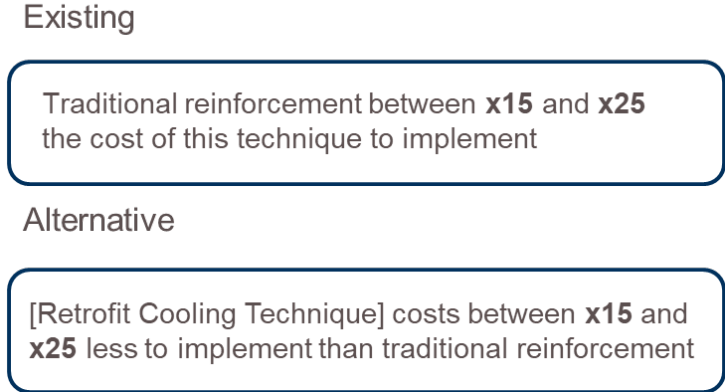 Existing
Traditional reinforcement between x15 and x25
the cost of this technique to implement
Alternative
[Retrofit Cooling Technique] costs between x15 and
x25 less to implement than traditional reinforcement